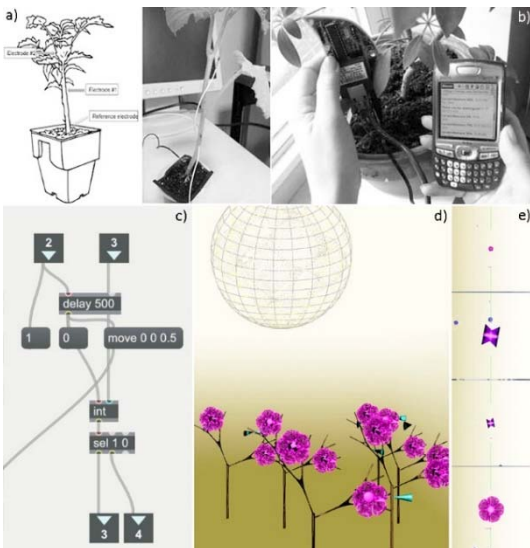 a)
Electrode #2
Electrode #1
Reference electrode
b)
c)
2
3
delay 500
1
0
move 0 0 0.5
int
sel 1 0
3
4
d)
e)